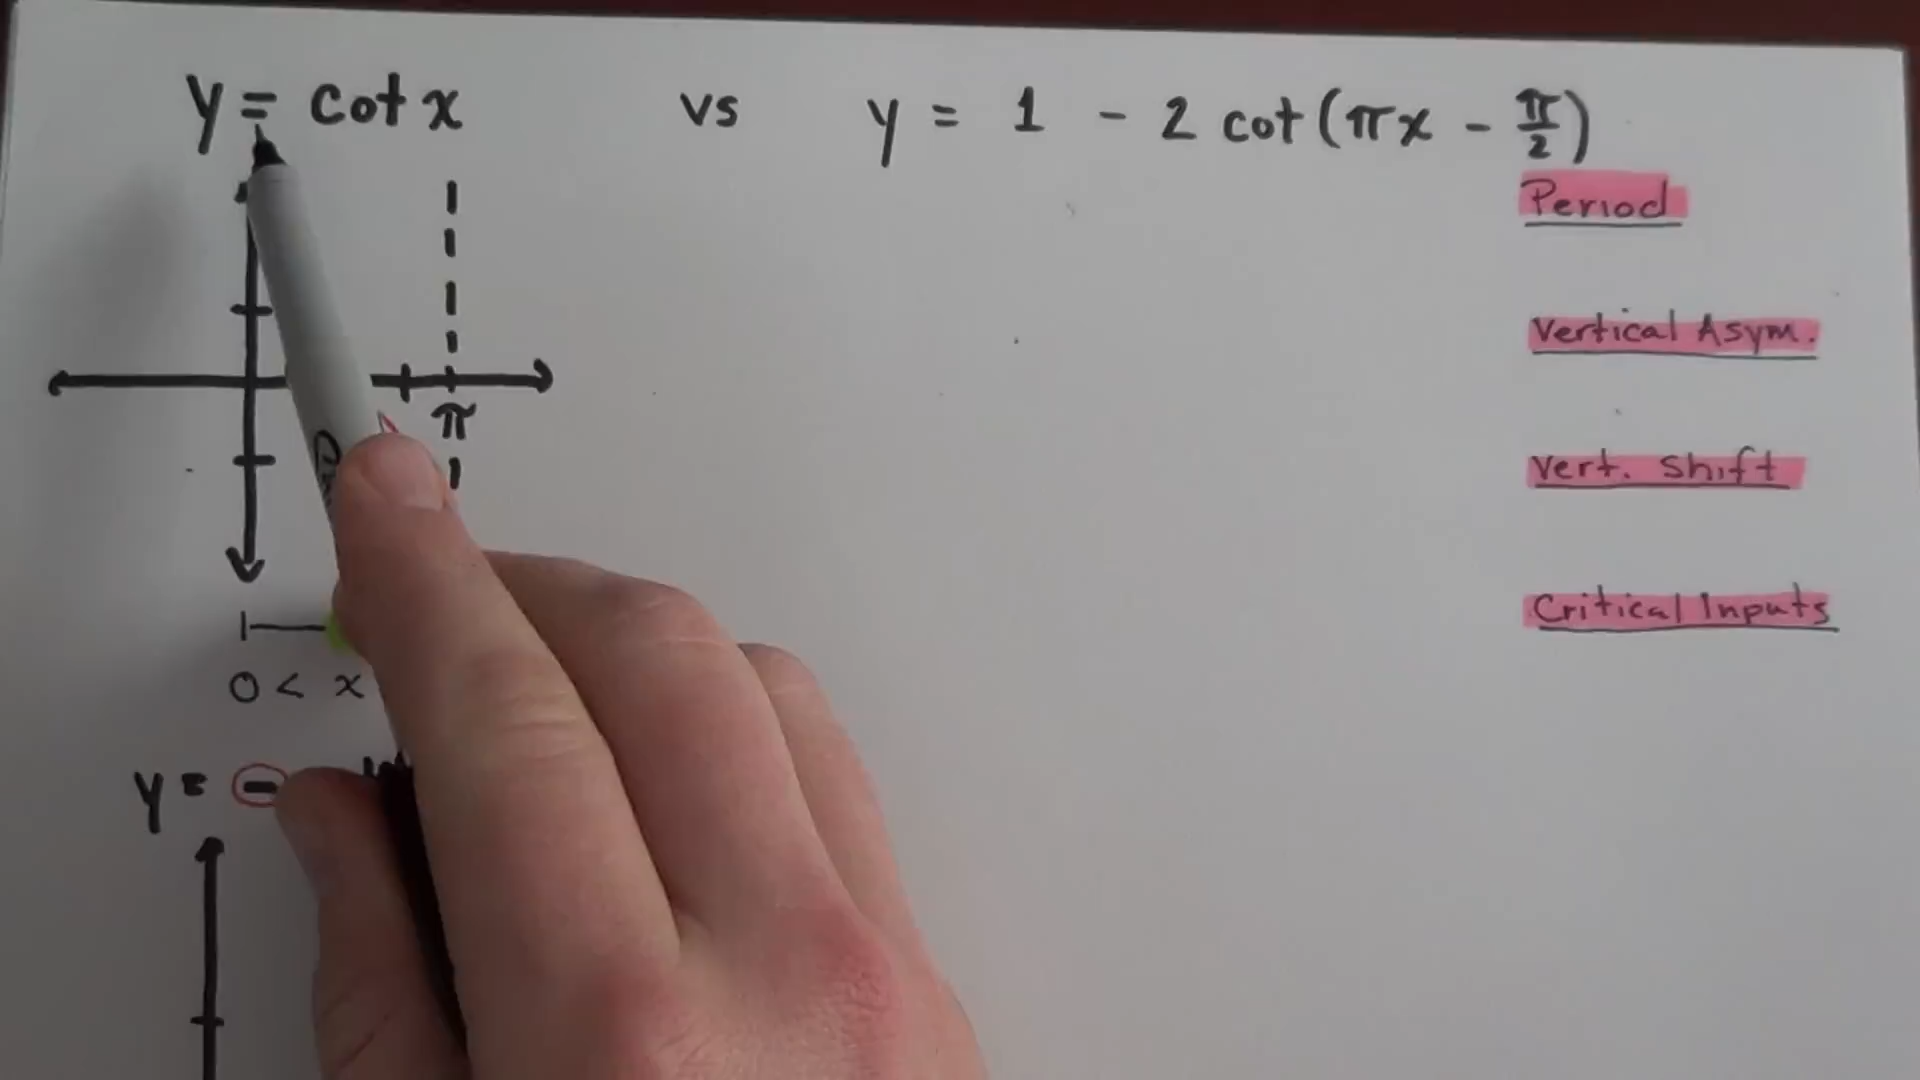 y = cot x vs y = 1 - 2 cot(πx - π/2)
Period
Vertical Asym.
π
Vert. Shift
Critical Inputs
0 < x
y = -